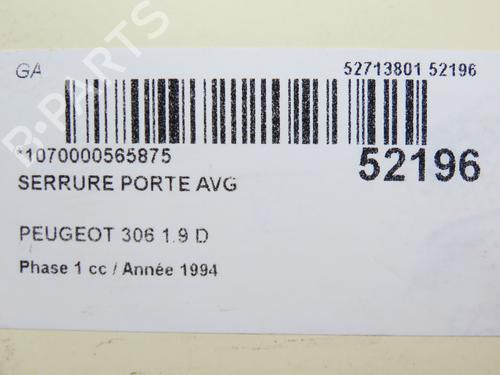 B-PARTS
GA
52713801 52196
*1070000565875
52196
SERRURE PORTE AVG
PEUGEOT 306 1.9 D
Phase 1 cc / Année 1994